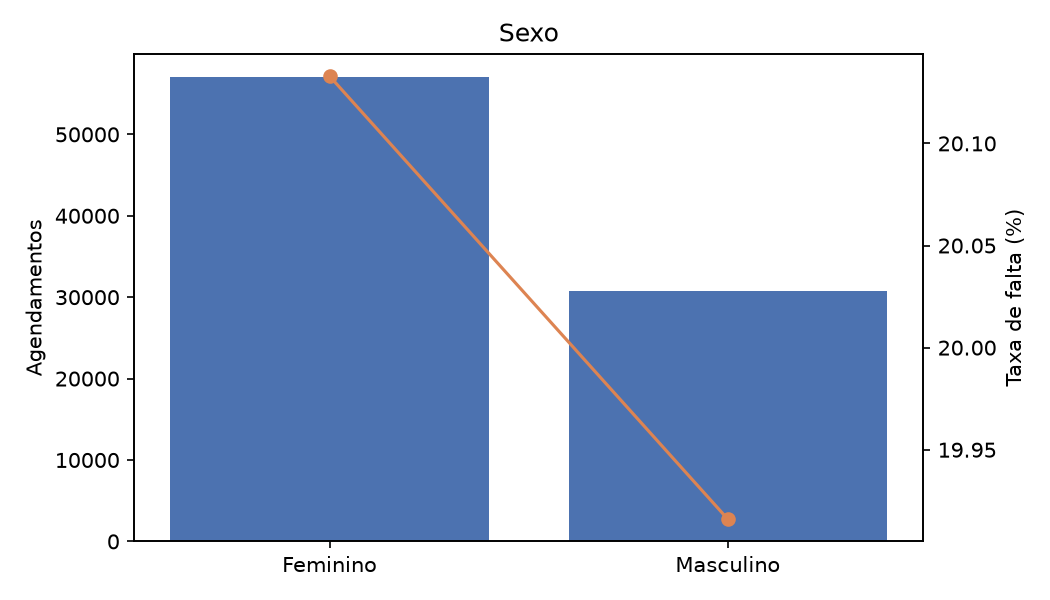 Sexo
Agendamentos
50000
40000
30000
20000
10000
0
20.10
20.05
20.00
19.95
Taxa de falta (%)
Feminino
Masculino